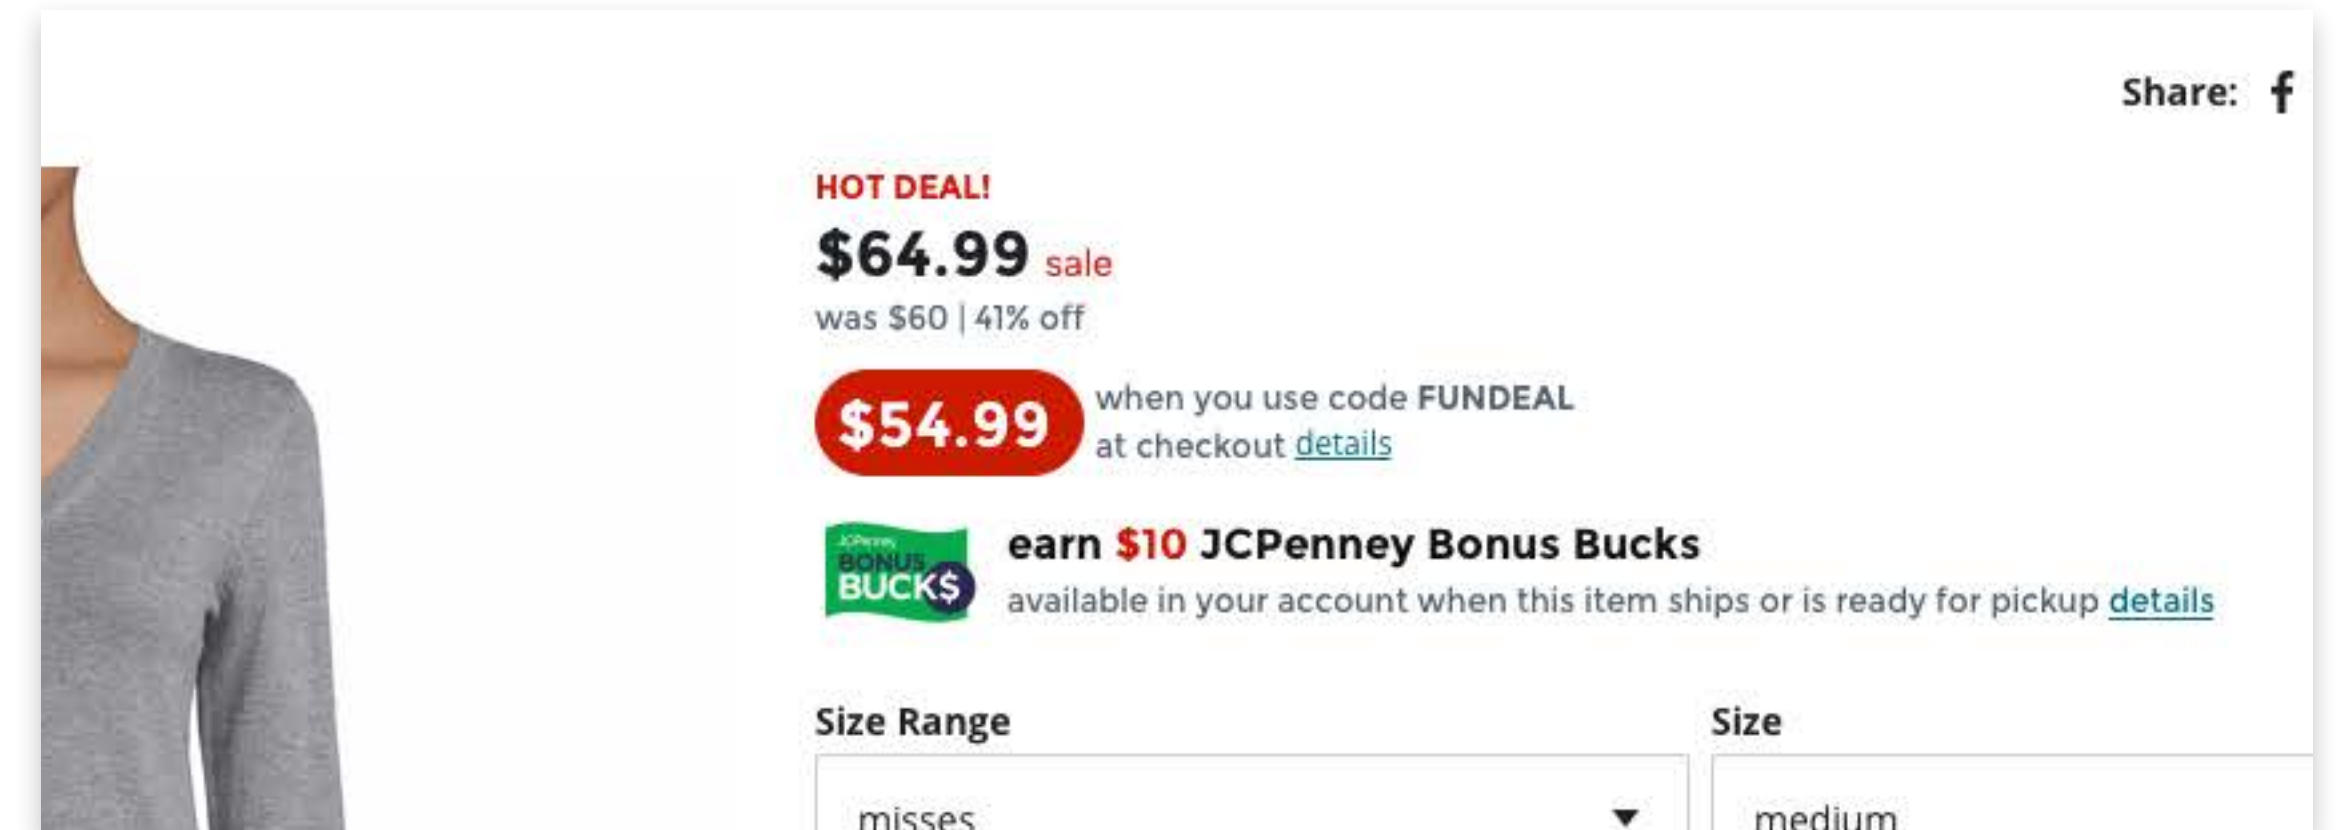 Share: f
HOT DEAL!
$64.99 sale
was $60 | 41% off
$54.99 when you use code FUNDEAL
at checkout details
JCPenney
BONUS
BUCK$
earn $10 JCPenney Bonus Bucks
available in your account when this item ships or is ready for pickup details
Size Range
Size
misses
medium